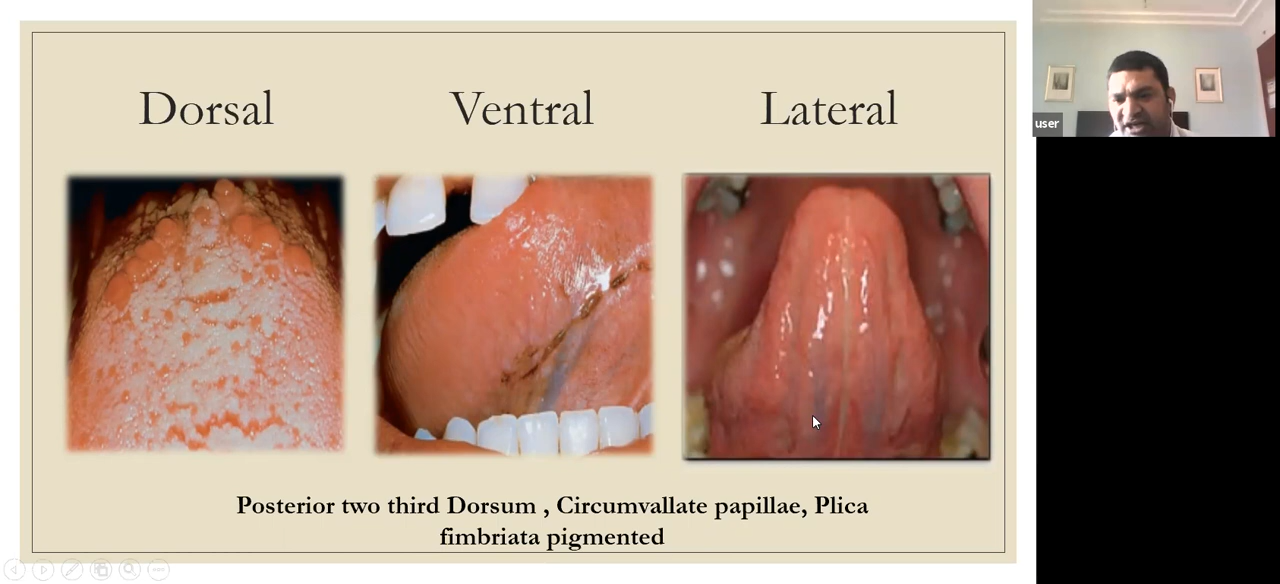 Dorsal
Ventral
Lateral
user
Posterior two third Dorsum , Circumvallate papillae, Plica
fimbriata pigmented